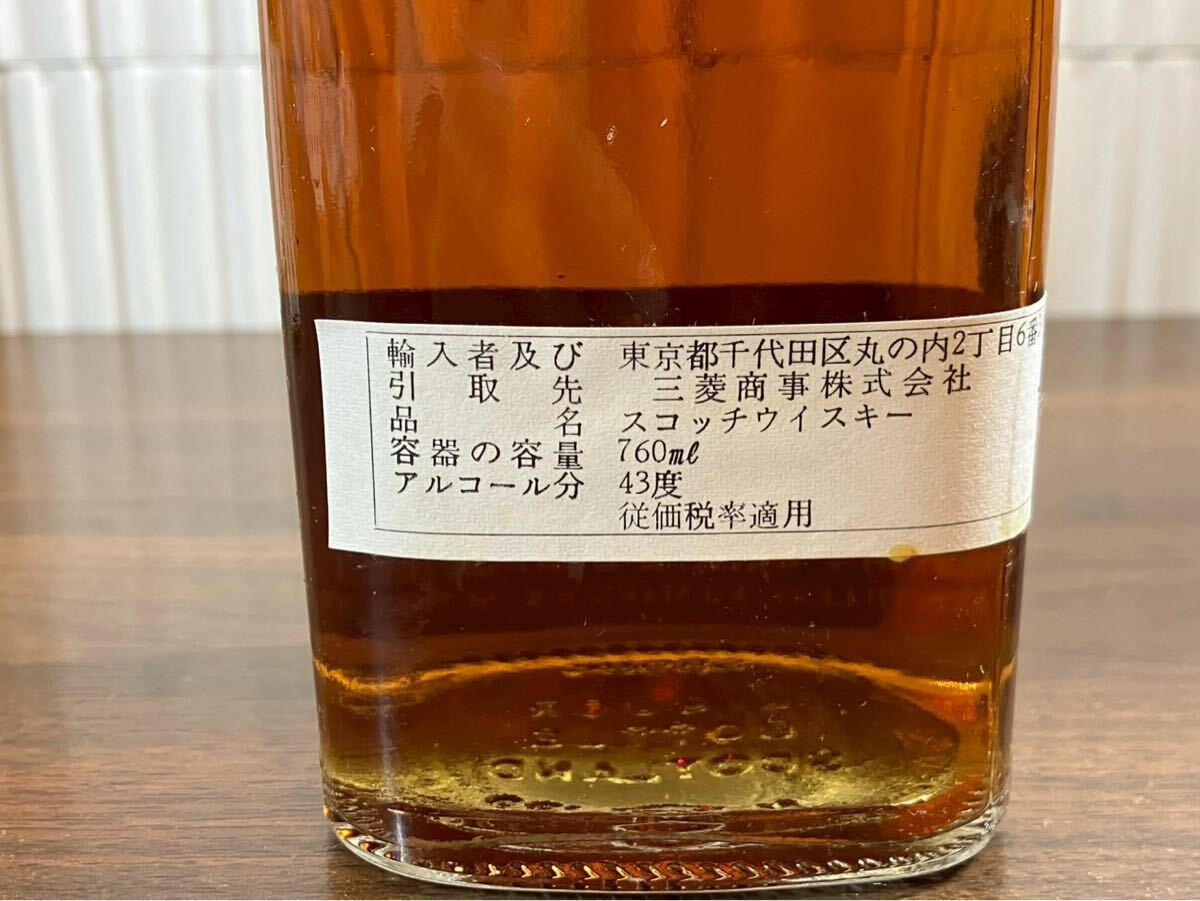 輸入者及び 東京都千代田区丸の内2丁目6番
引取先 三菱商事株式会社
品名 スコッチウイスキー
容器の容量 760㎖
アルコール分 43度
従価税率適用